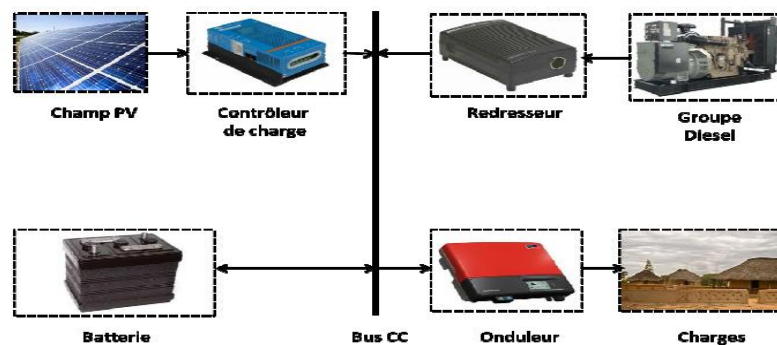 Champ PV
Contrôleur
de charge
Redresseur
Groupe
Diesel
Batterie
Bus CC
Onduleur
Charges